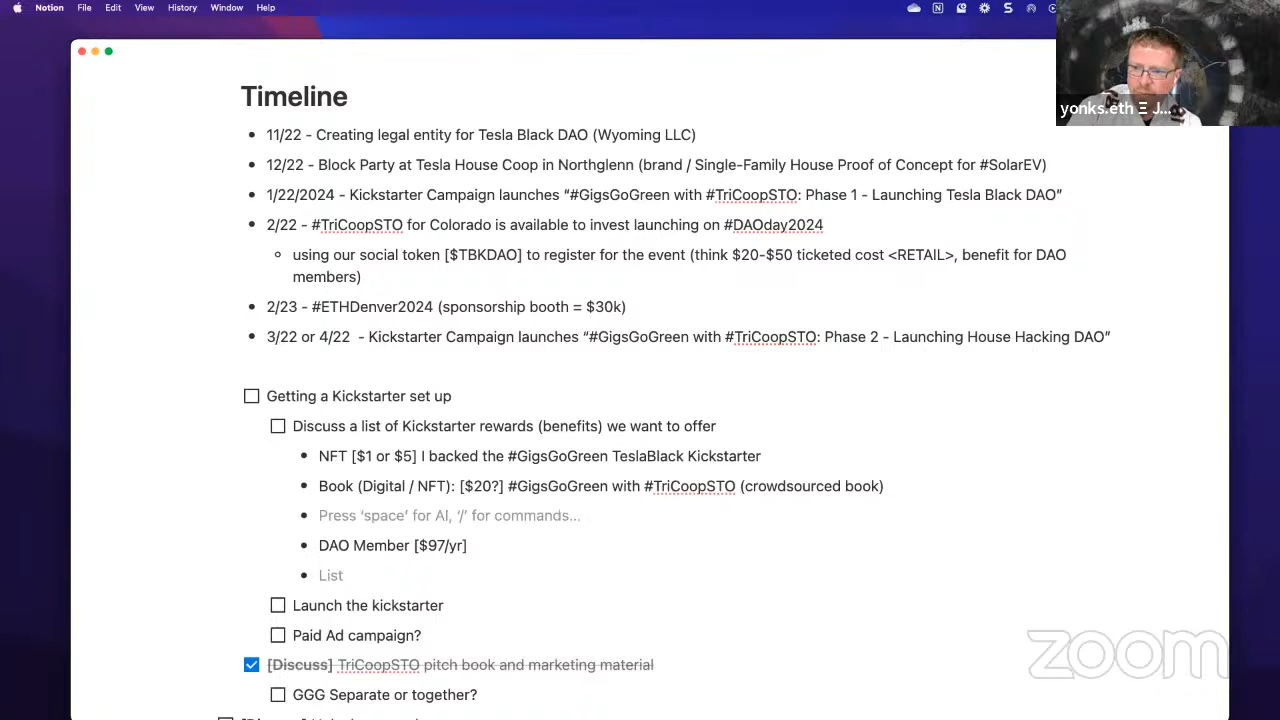 Notion File Edit View History Window Help
yonks.eth Ξ J...
Timeline
• 11/22 - Creating legal entity for Tesla Black DAO (Wyoming LLC)
• 12/22 - Block Party at Tesla House Coop in Northglenn (brand / Single-Family House Proof of Concept for #SolarEV)
• 1/22/2024 - Kickstarter Campaign launches “#GigsGoGreen with #TriCoopSTO: Phase 1 - Launching Tesla Black DAO”
• 2/22 - #TriCoopSTO for Colorado is available to invest launching on #DAOday2024
◦ using our social token [$TBKDAO] to register for the event (think $20-$50 ticketed cost <RETAIL>, benefit for DAO
members)
• 2/23 - #ETHDenver2024 (sponsorship booth = $30k)
• 3/22 or 4/22 - Kickstarter Campaign launches “#GigsGoGreen with #TriCoopSTO: Phase 2 - Launching House Hacking DAO”
Getting a Kickstarter set up
Discuss a list of Kickstarter rewards (benefits) we want to offer
• NFT [$1 or $5] I backed the #GigsGoGreen TeslaBlack Kickstarter
• Book (Digital / NFT): [$20?] #GigsGoGreen with #TriCoopSTO (crowdsourced book)
• Press ‘space’ for AI, ‘/’ for commands...
• DAO Member [$97/yr]
• List
Launch the kickstarter
Paid Ad campaign?
[Discuss] TriCoopSTO pitch book and marketing material
GGG Separate or together?
zoom